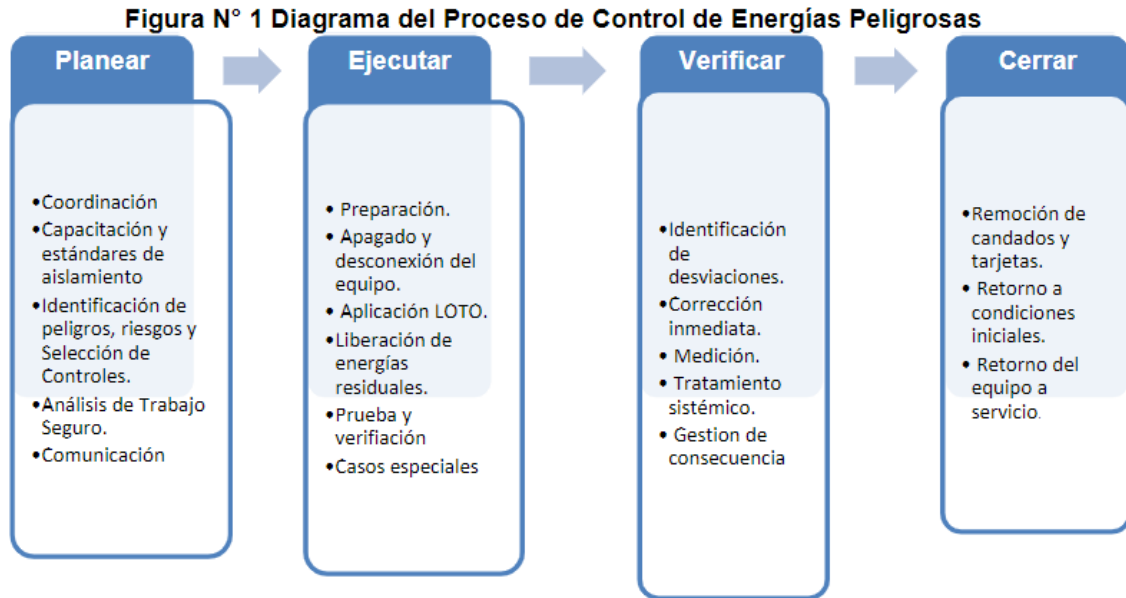 Figura N° 1 Diagrama del Proceso de Control de Energías Peligrosas
Planear
•Coordinación
•Capacitación y
estándares de
aislamiento
•Identificación de
peligros, riesgos y
Selección de
Controles.
•Análisis de Trabajo
Seguro.
•Comunicación
Ejecutar
• Preparación.
• Apagado y
desconexión del
equipo.
• Aplicación LOTO.
•Liberación de
energías
residuales.
•Prueba y
verifiación
•Casos especiales
Verificar
•Identificación
de
desviaciones.
•Corrección
inmediata.
• Medición.
• Tratamiento
sistémico.
• Gestion de
consecuencia
Cerrar
•Remoción de
candados y
tarjetas.
• Retorno a
condiciones
iniciales.
• Retorno del
equipo a
servicio.